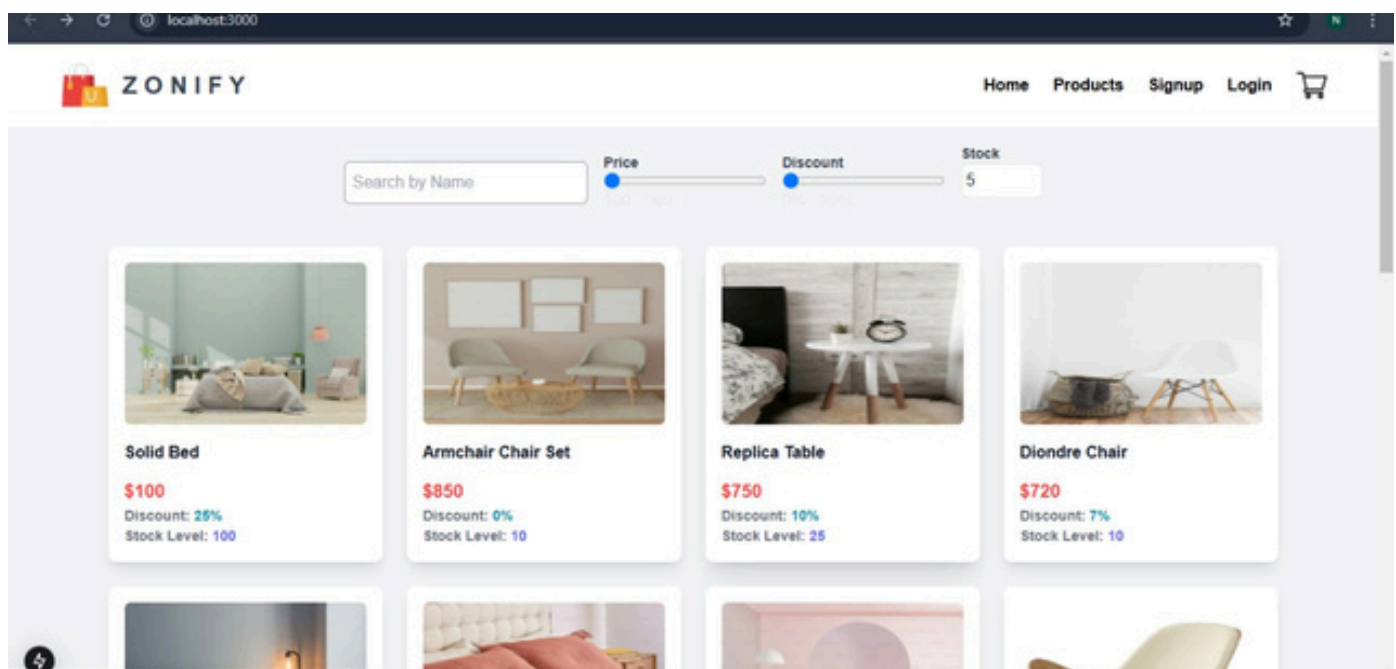 localhost:3000
N
U
ZONIFY
Home Products Signup Login
Search by Name
Price
Discount
Stock
5
Solid Bed
$100
Discount: 25%
Stock Level: 100
Armchair Chair Set
$850
Discount: 0%
Stock Level: 10
Replica Table
$750
Discount: 10%
Stock Level: 25
Diondre Chair
$720
Discount: 7%
Stock Level: 10